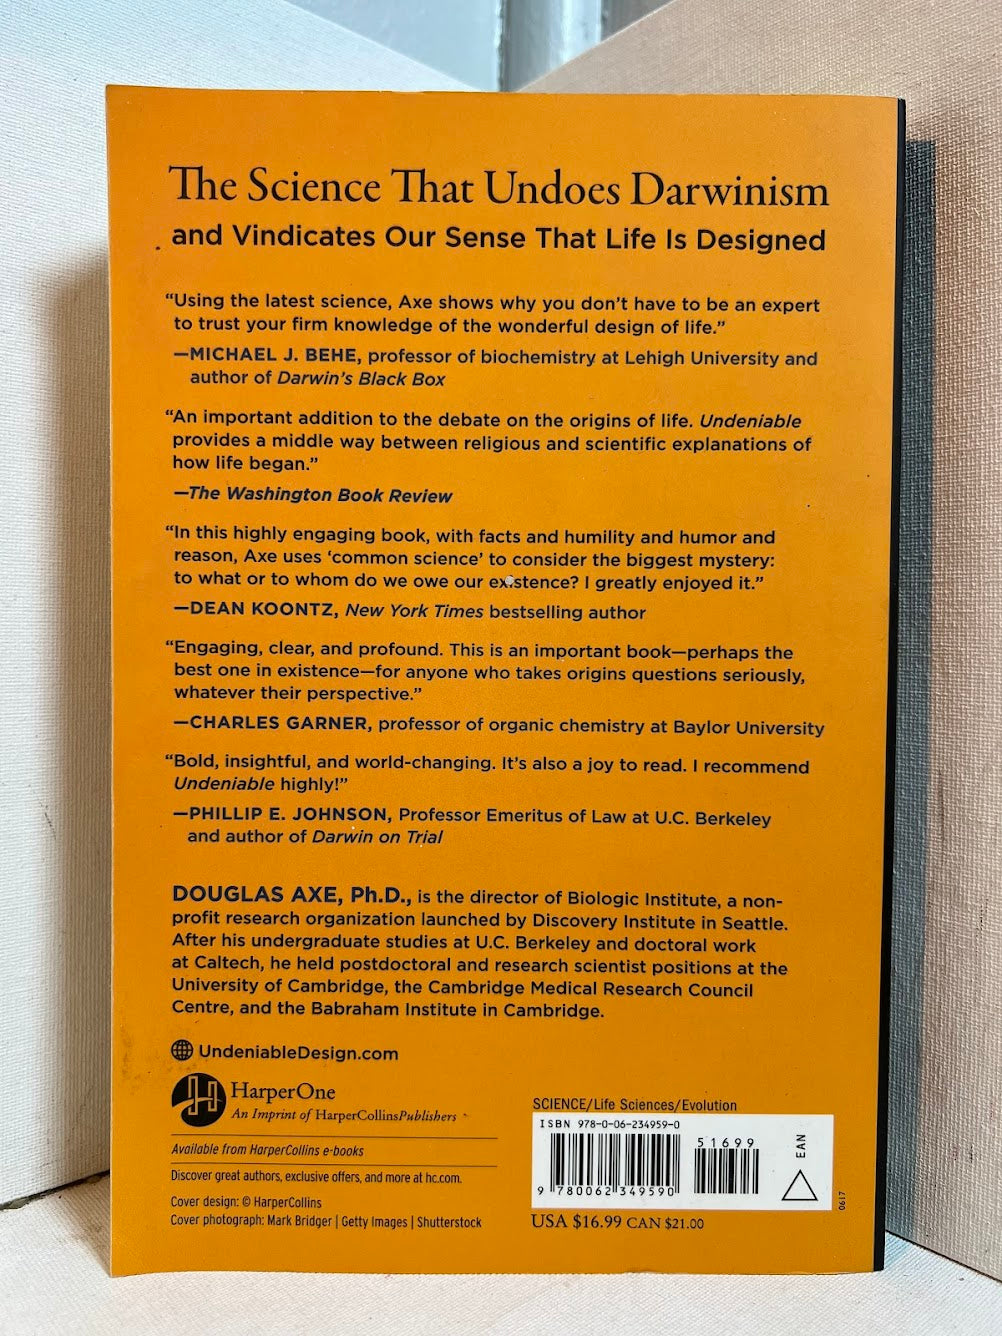 The Science That Undoes Darwinism
and Vindicates Our Sense That Life Is Designed
“Using the latest science, Axe shows why you don’t have to be an expert
to trust your firm knowledge of the wonderful design of life.”
—MICHAEL J. BEHE, professor of biochemistry at Lehigh University and
author of Darwin’s Black Box
“An important addition to the debate on the origins of life. Undeniable
provides a middle way between religious and scientific explanations of
how life began.”
—The Washington Book Review
“In this highly engaging book, with facts and humility and humor and
reason, Axe uses ‘common science’ to consider the biggest mystery:
to what or to whom do we owe our existence? I greatly enjoyed it.”
—DEAN KOONTZ, New York Times bestselling author
“Engaging, clear, and profound. This is an important book—perhaps the
best one in existence—for anyone who takes origins questions seriously,
whatever their perspective.”
—CHARLES GARNER, professor of organic chemistry at Baylor University
“Bold, insightful, and world-changing. It’s also a joy to read. I recommend
Undeniable highly!”
—PHILLIP E. JOHNSON, Professor Emeritus of Law at U.C. Berkeley
and author of Darwin on Trial
DOUGLAS AXE, Ph.D., is the director of Biologic Institute, a non-
profit research organization launched by Discovery Institute in Seattle.
After his undergraduate studies at U.C. Berkeley and doctoral work
at Caltech, he held postdoctoral and research scientist positions at the
University of Cambridge, the Cambridge Medical Research Council
Centre, and the Babraham Institute in Cambridge.
UndeniableDesign.com
HarperOne
An Imprint of HarperCollinsPublishers
Available from HarperCollins e-books
Discover great authors, exclusive offers, and more at hc.com.
Cover design: © HarperCollins
Cover photograph: Mark Bridger | Getty Images | Shutterstock
SCIENCE/Life Sciences/Evolution
ISBN 978-0-06-234959-0
51699
EAN
9 780062 349590
0617
USA $16.99 CAN $21.00